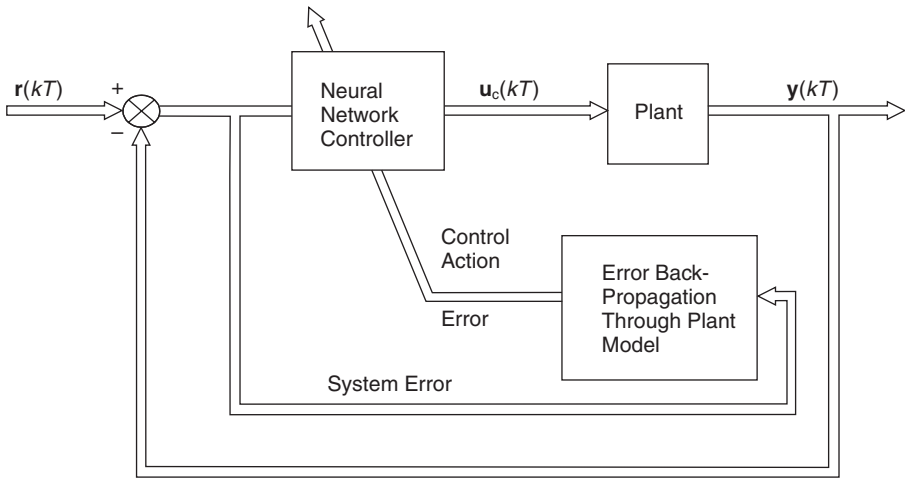 r(kT)
+
−
Neural
Network
Controller
u_c(kT)
Plant
y(kT)
Control
Action
Error
Error Back-
Propagation
Through Plant
Model
System Error